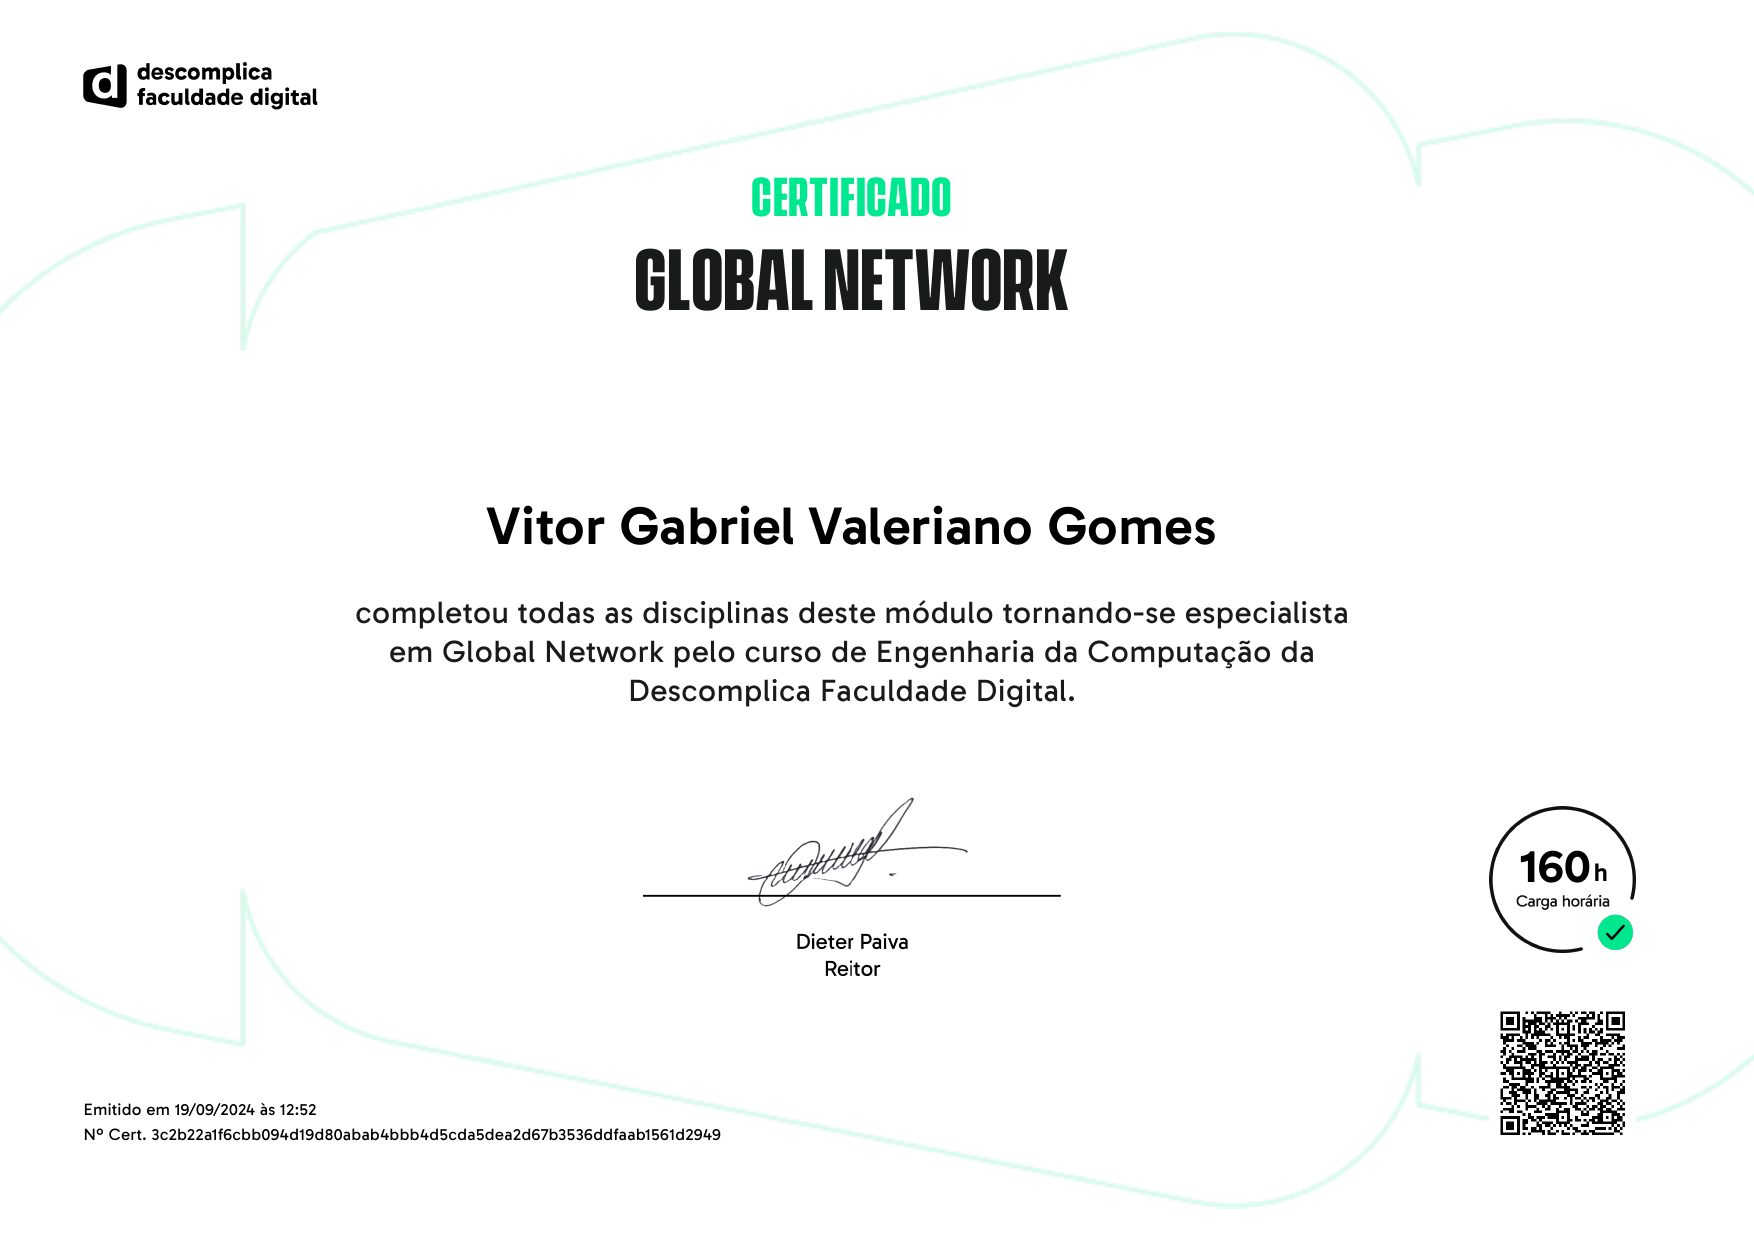 descomplica
faculdade digital
CERTIFICADO
GLOBAL NETWORK
Vitor Gabriel Valeriano Gomes
completou todas as disciplinas deste módulo tornando-se especialista
em Global Network pelo curso de Engenharia da Computação da
Descomplica Faculdade Digital.
Dieter Paiva
Reitor
160 h
Carga horária
Emitido em 19/09/2024 às 12:52
Nº Cert. 3c2b22a1f6cbb094d19d80abab4bbb4d5cda5dea2d67b3536ddfaab1561d2949